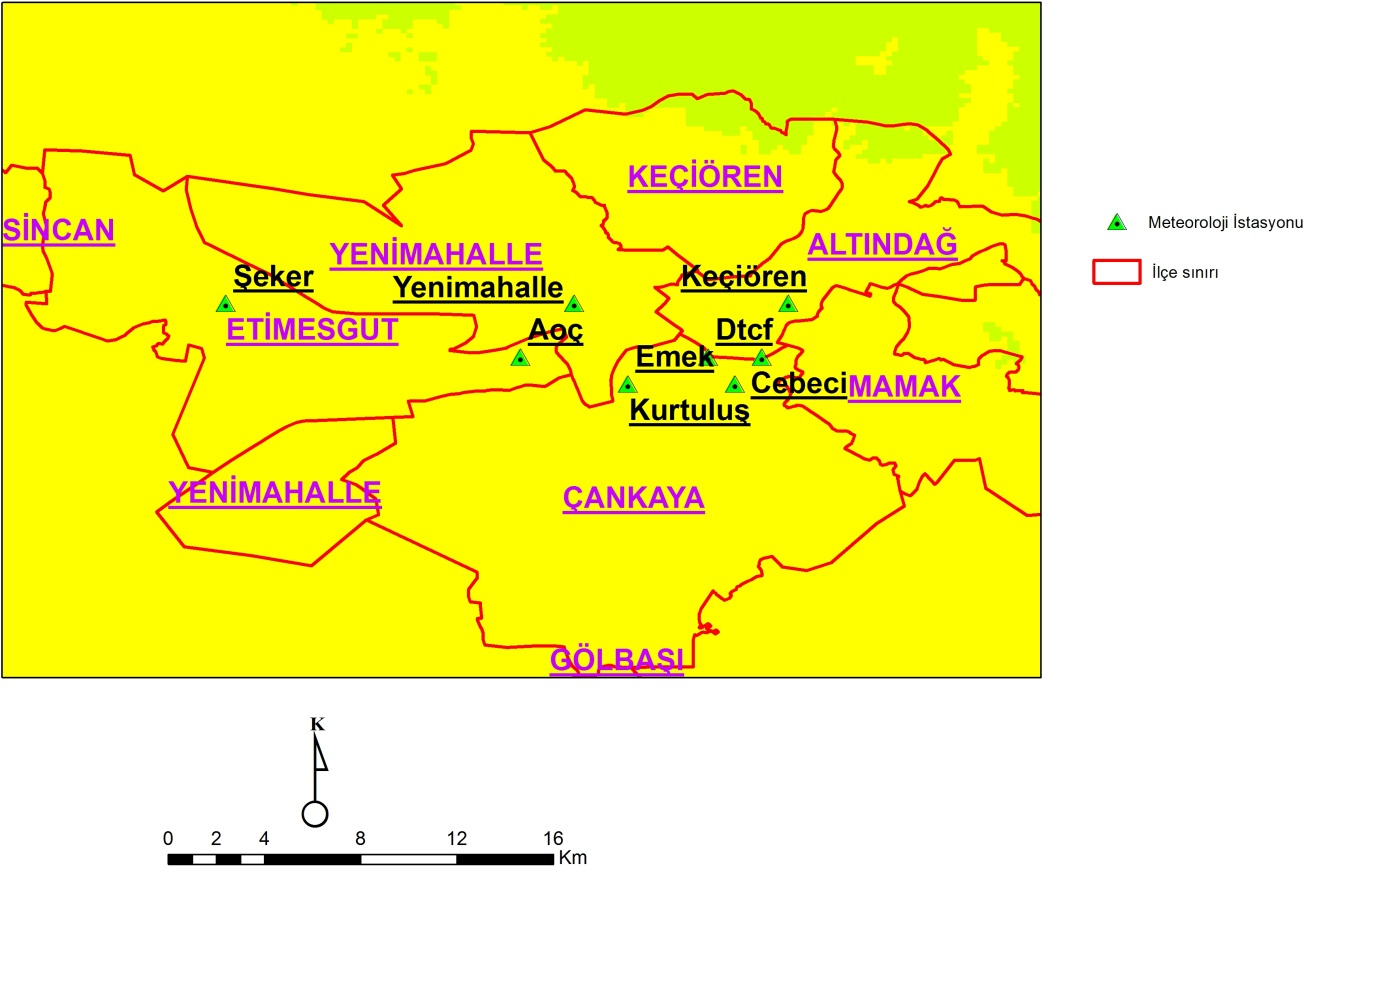 KEÇİÖREN
SİNCAN
ALTINDAĞ
YENİMAHALLE
Şeker
Yenimahalle
Keçiören
ETİMESGUT
Aoç
Dtcf
Emek
Cebeci
MAMAK
Kurtuluş
YENİMAHALLE
ÇANKAYA
GÖLBAŞI
Meteoroloji İstasyonu
İlçe sınırı
K
0 2 4 8 12 16
Km